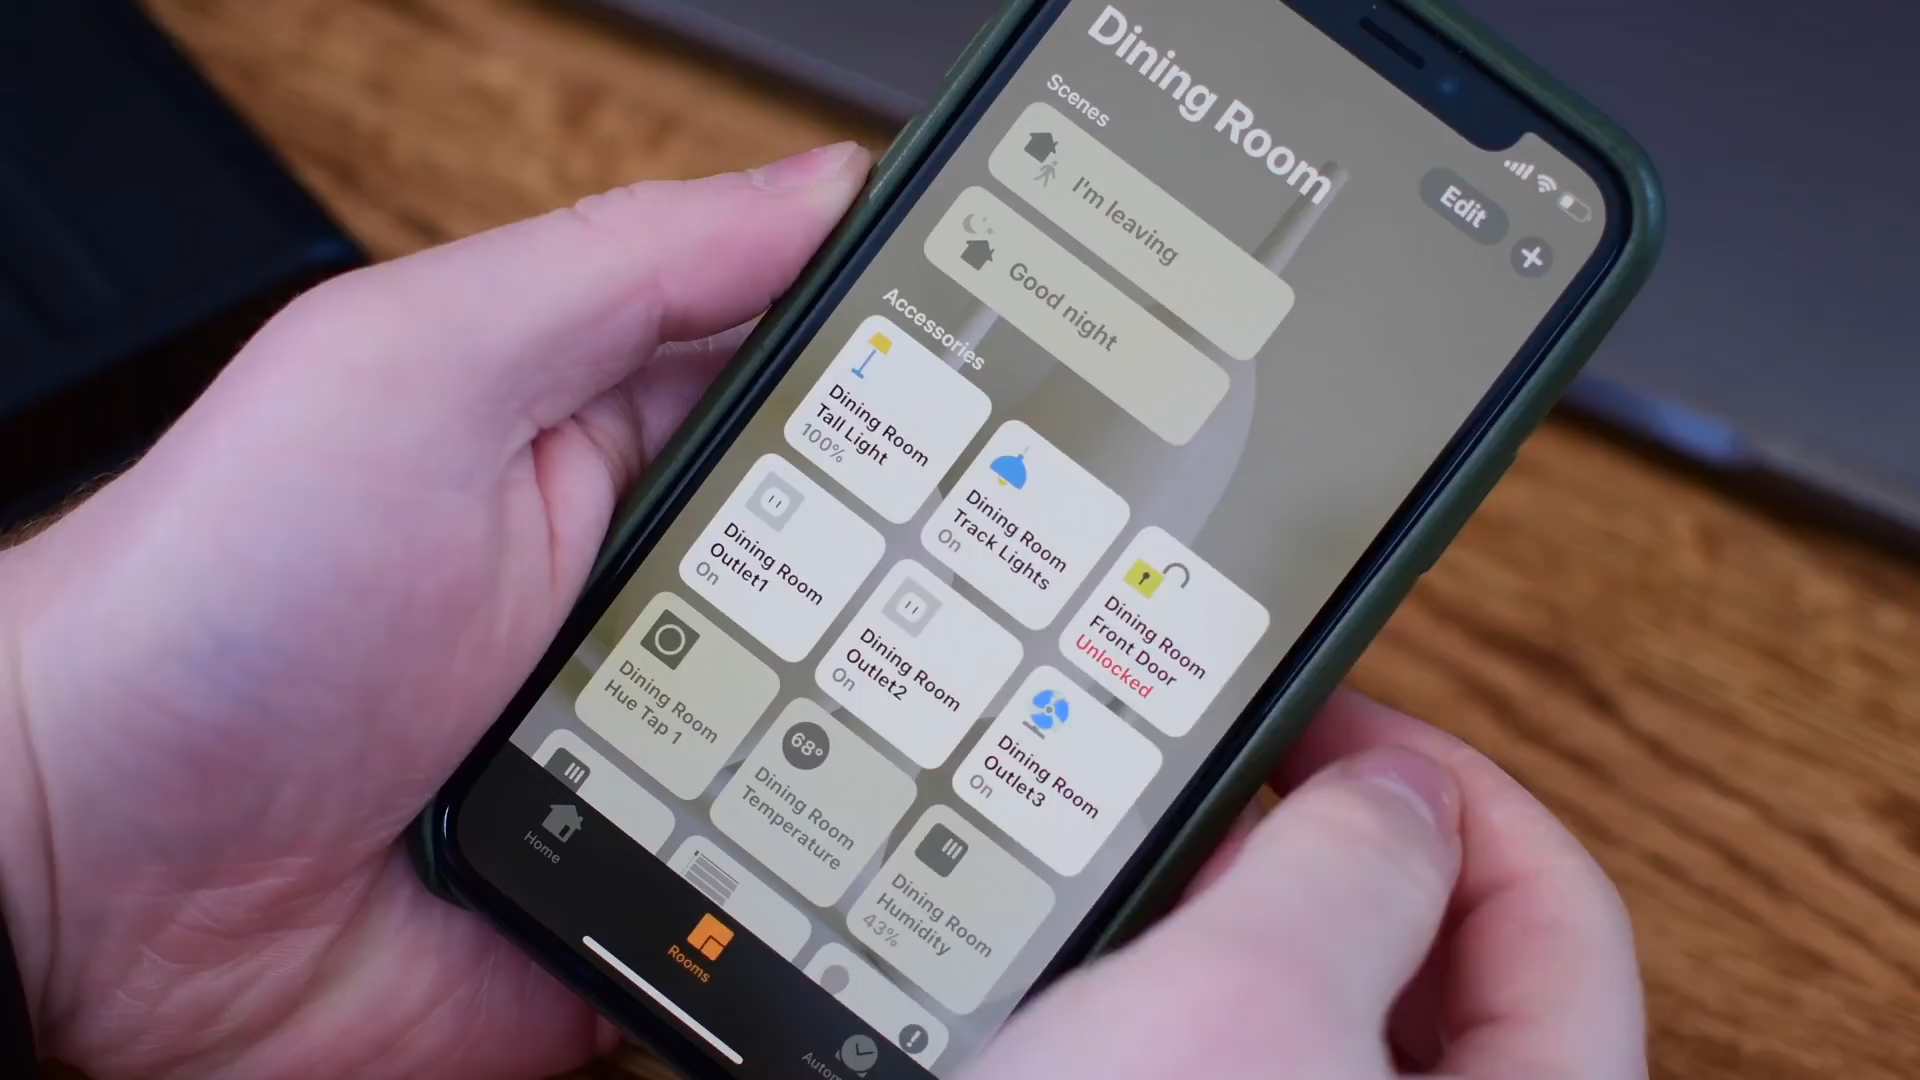 Dining Room
Edit
Scenes
I'm leaving
Good night
Accessories
Dining Room
Tall Light
100%
Dining Room
Track Lights
On
Dining Room
Front Door
Unlocked
Dining Room
Outlet1
On
Dining Room
Outlet2
On
Dining Room
Outlet3
On
Dining Room
Hue Tap 1
68°
Dining Room
Temperature
Dining Room
Humidity
43%
Home
Rooms
Autom